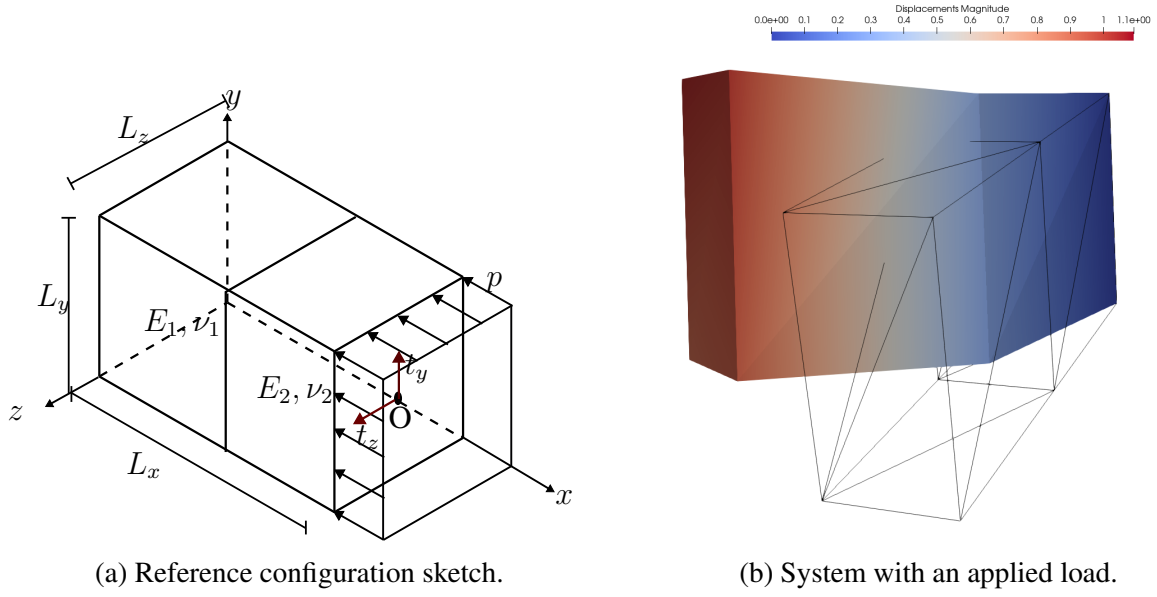 Displacements Magnitude
0.0e+00 0.1 0.2 0.3 0.4 0.5 0.6 0.7 0.8 0.9 1 1.1e+00
y
L_z
p
L_y
E_1, ν_1
t_y
E_2, ν_2
O
z
t_z
L_x
x
(a) Reference configuration sketch.
(b) System with an applied load.